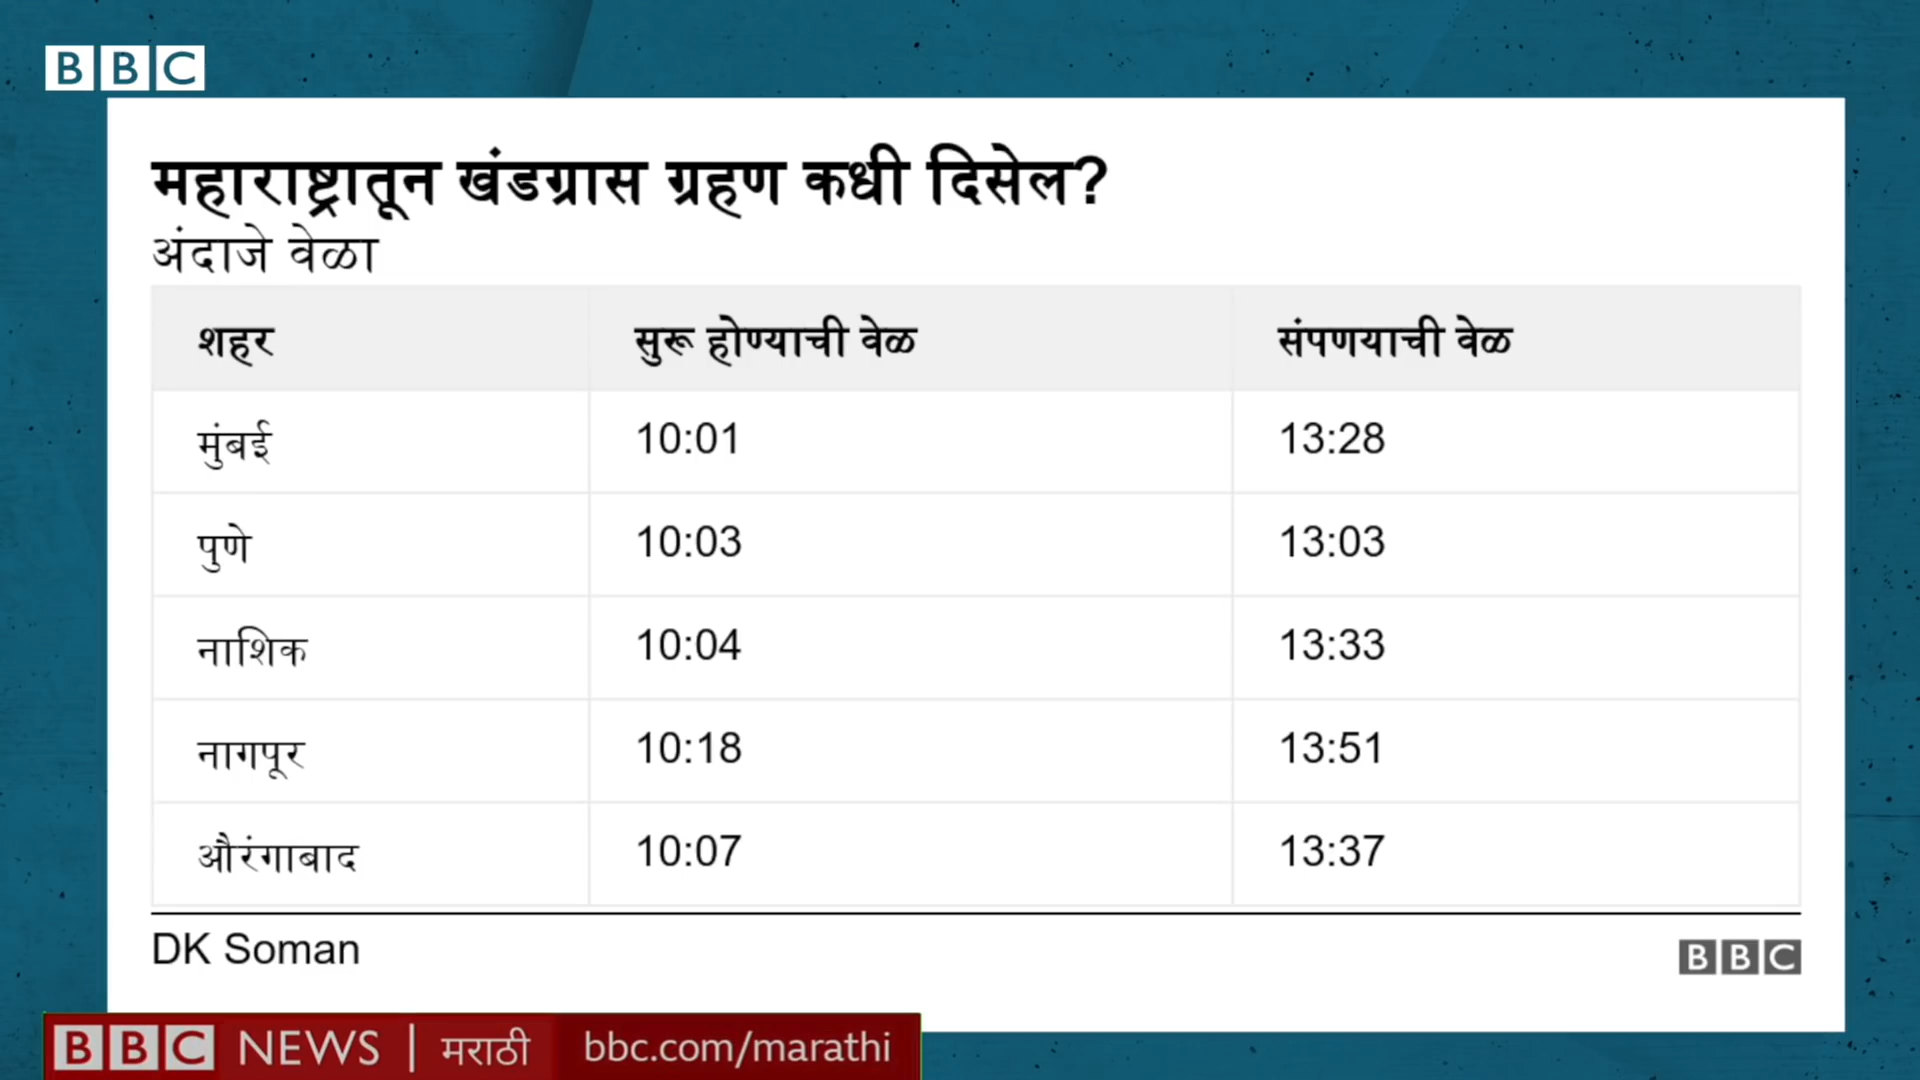 BBC
महाराष्ट्रातून खंडग्रास ग्रहण कधी दिसेल?
अंदाजे वेळा
शहर सुरू होण्याची वेळ संपणयाची वेळ
मुंबई 10:01 13:28
पुणे 10:03 13:03
नाशिक 10:04 13:33
नागपूर 10:18 13:51
औरंगाबाद 10:07 13:37
DK Soman BBC
BBC NEWS | मराठी bbc.com/marathi